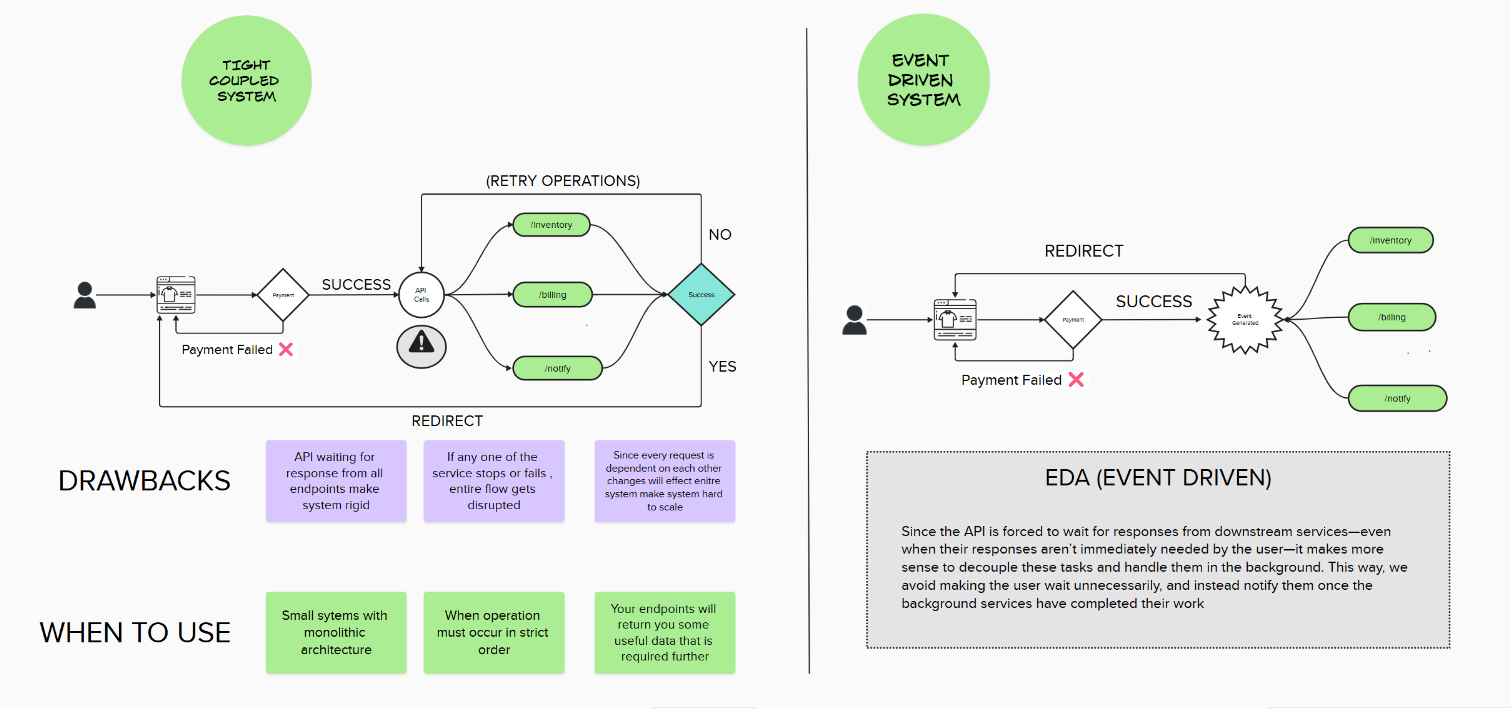 TIGHT
COUPLED
SYSTEM
(RETRY OPERATIONS)
/Inventory
NO
SUCCESS
API
Calls
/billing
Payment
Success
Payment Failed ❌
/notify
YES
REDIRECT
DRAWBACKS
API waiting for
response from all
endpoints make
system rigid
If any one of the
service stops or fails ,
entire flow gets
disrupted
Since every request is
dependent on each other
changes will effect enitre
system make system hard
to scale
WHEN TO USE
Small sytems with
monolithic
architecture
When operation
must occur in strict
order
Your endpoints will
return you some
useful data that is
required further
EVENT
DRIVEN
SYSTEM
REDIRECT
/inventory
SUCCESS
Payment
Event
Generated
/billing
Payment Failed ❌
/notify
EDA (EVENT DRIVEN)
Since the API is forced to wait for responses from downstream services—even
when their responses aren’t immediately needed by the user—it makes more
sense to decouple these tasks and handle them in the background. This way, we
avoid making the user wait unnecessarily, and instead notify them once the
background services have completed their work